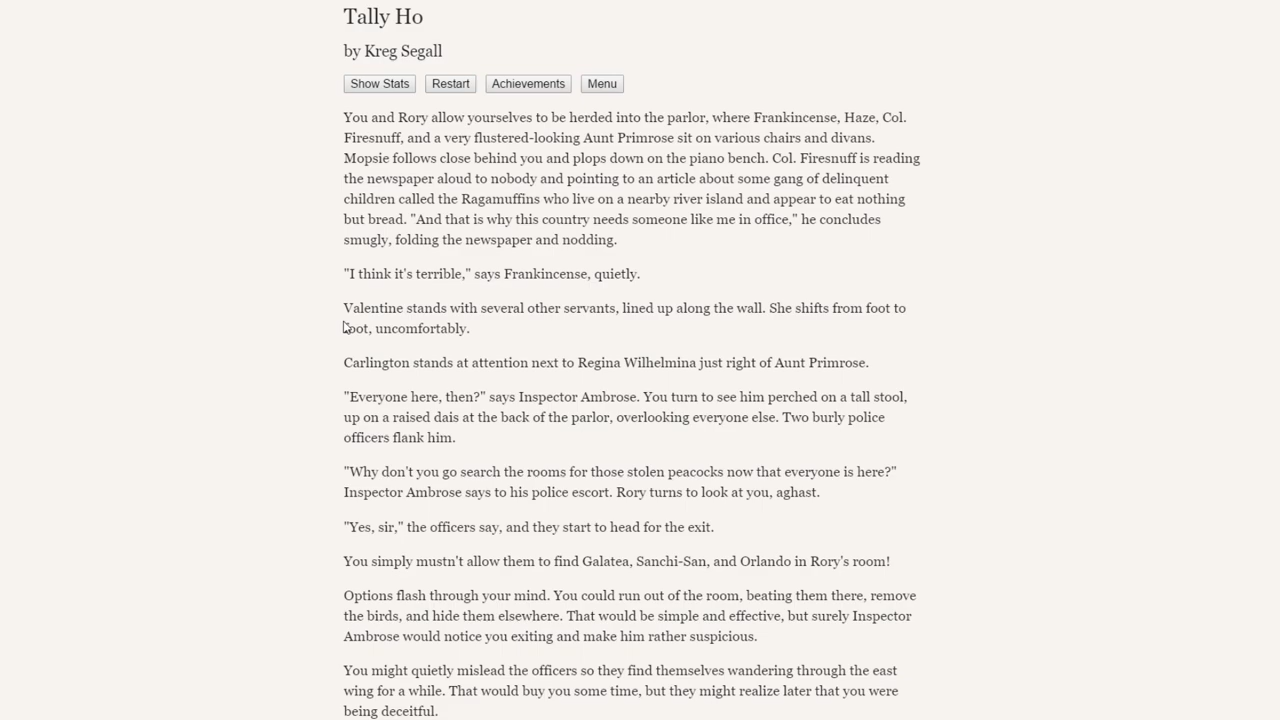 Tally Ho
by Kreg Segall
Show Stats Restart Achievements Menu
You and Rory allow yourselves to be herded into the parlor, where Frankincense, Haze, Col.
Firesnuff, and a very flustered-looking Aunt Primrose sit on various chairs and divans.
Mopsie follows close behind you and plops down on the piano bench. Col. Firesnuff is reading
the newspaper aloud to nobody and pointing to an article about some gang of delinquent
children called the Ragamuffins who live on a nearby river island and appear to eat nothing
but bread. "And that is why this country needs someone like me in office," he concludes
smugly, folding the newspaper and nodding.
"I think it's terrible," says Frankincense, quietly.
Valentine stands with several other servants, lined up along the wall. She shifts from foot to
foot, uncomfortably.
Carlington stands at attention next to Regina Wilhelmina just right of Aunt Primrose.
"Everyone here, then?" says Inspector Ambrose. You turn to see him perched on a tall stool,
up on a raised dais at the back of the parlor, overlooking everyone else. Two burly police
officers flank him.
"Why don't you go search the rooms for those stolen peacocks now that everyone is here?"
Inspector Ambrose says to his police escort. Rory turns to look at you, aghast.
"Yes, sir," the officers say, and they start to head for the exit.
You simply mustn't allow them to find Galatea, Sanchi-San, and Orlando in Rory's room!
Options flash through your mind. You could run out of the room, beating them there, remove
the birds, and hide them elsewhere. That would be simple and effective, but surely Inspector
Ambrose would notice you exiting and make him rather suspicious.
You might quietly mislead the officers so they find themselves wandering through the east
wing for a while. That would buy you some time, but they might realize later that you were
being deceitful.